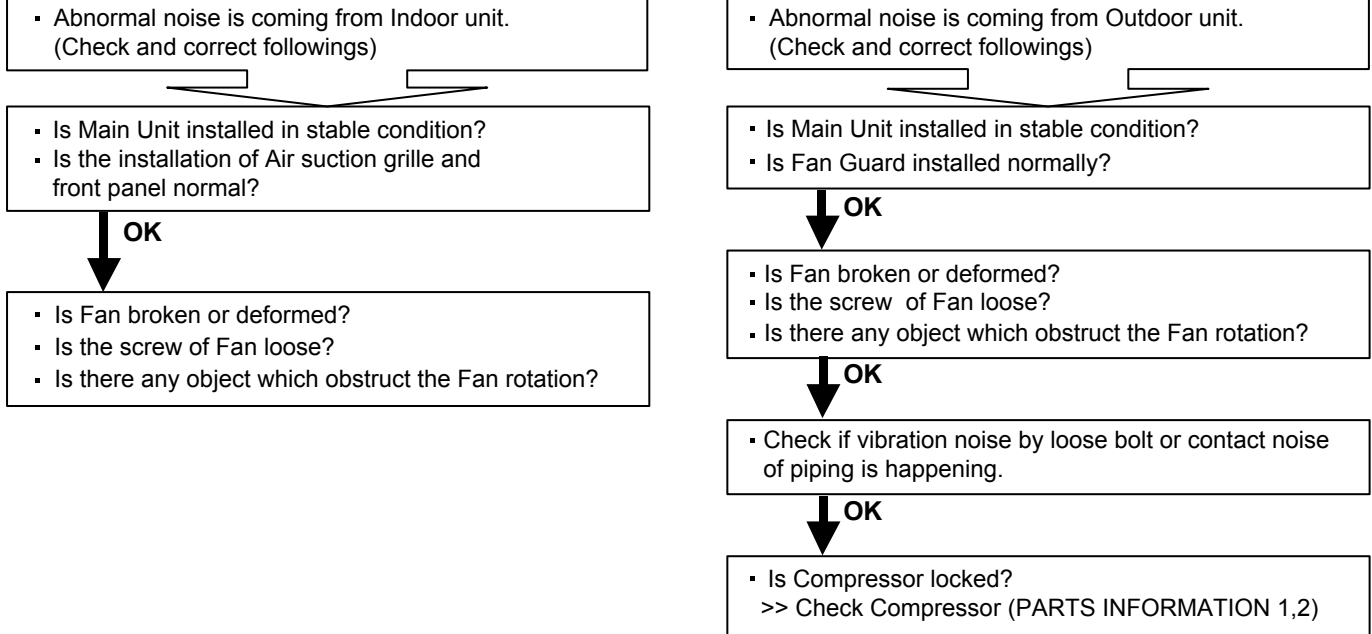 ▪ Abnormal noise is coming from Indoor unit.
(Check and correct followings)
▪ Is Main Unit installed in stable condition?
▪ Is the installation of Air suction grille and
front panel normal?
OK
▪ Is Fan broken or deformed?
▪ Is the screw of Fan loose?
▪ Is there any object which obstruct the Fan rotation?
▪ Abnormal noise is coming from Outdoor unit.
(Check and correct followings)
▪ Is Main Unit installed in stable condition?
▪ Is Fan Guard installed normally?
OK
▪ Is Fan broken or deformed?
▪ Is the screw of Fan loose?
▪ Is there any object which obstruct the Fan rotation?
OK
▪ Check if vibration noise by loose bolt or contact noise
of piping is happening.
OK
▪ Is Compressor locked?
>> Check Compressor (PARTS INFORMATION 1,2)